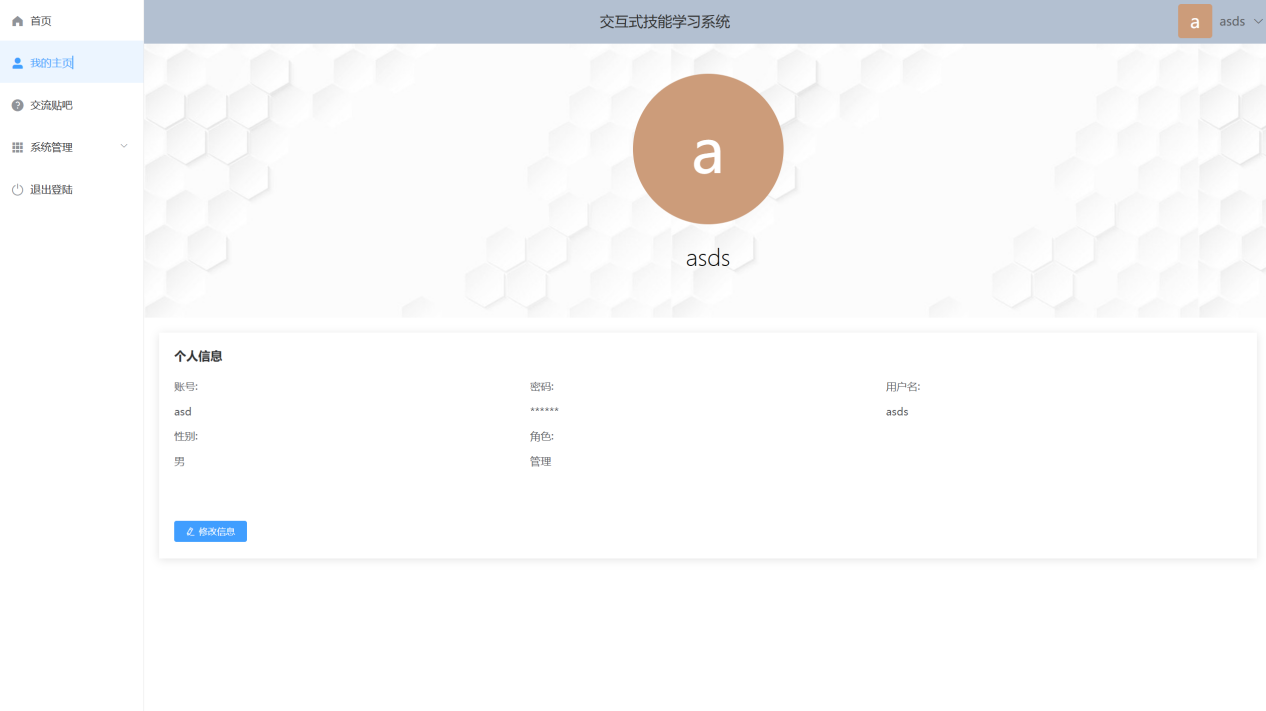 首页
我的主页
交流贴吧
系统管理
退出登陆
交互式技能学习系统
a asds
a
asds
个人信息
账号: 密码: 用户名:
asd ****** asds
性别: 角色:
男 管理
修改信息